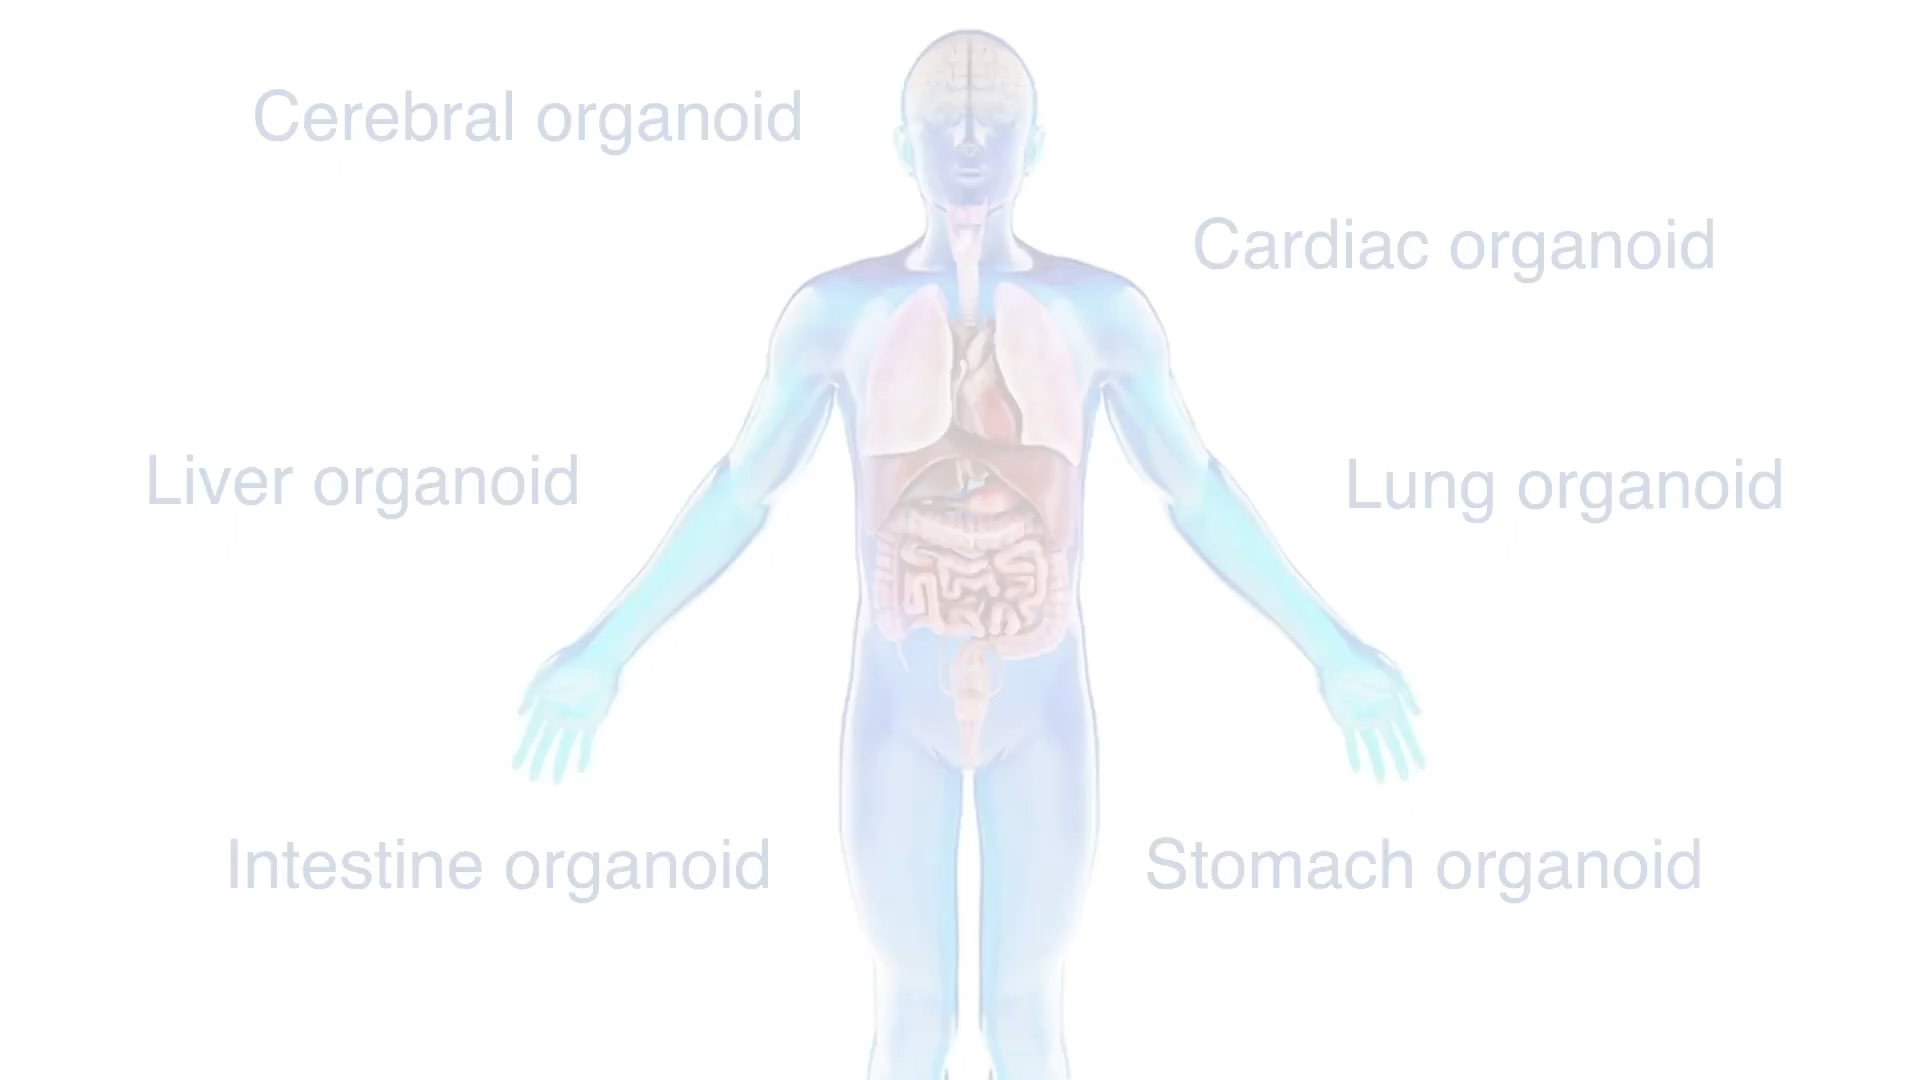 Cerebral organoid
Cardiac organoid
Liver organoid
Lung organoid
Intestine organoid
Stomach organoid